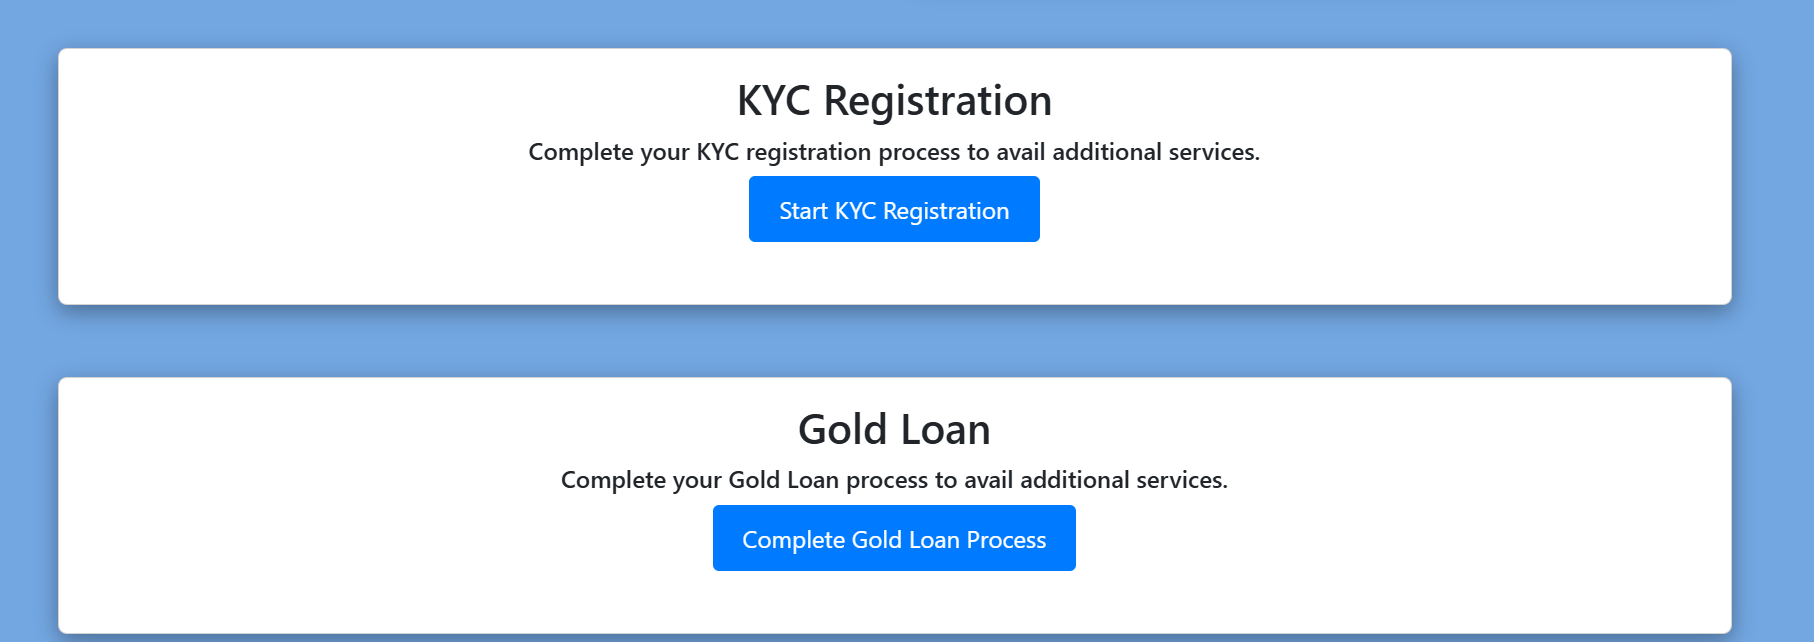 KYC Registration
Complete your KYC registration process to avail additional services.
Start KYC Registration
Gold Loan
Complete your Gold Loan process to avail additional services.
Complete Gold Loan Process